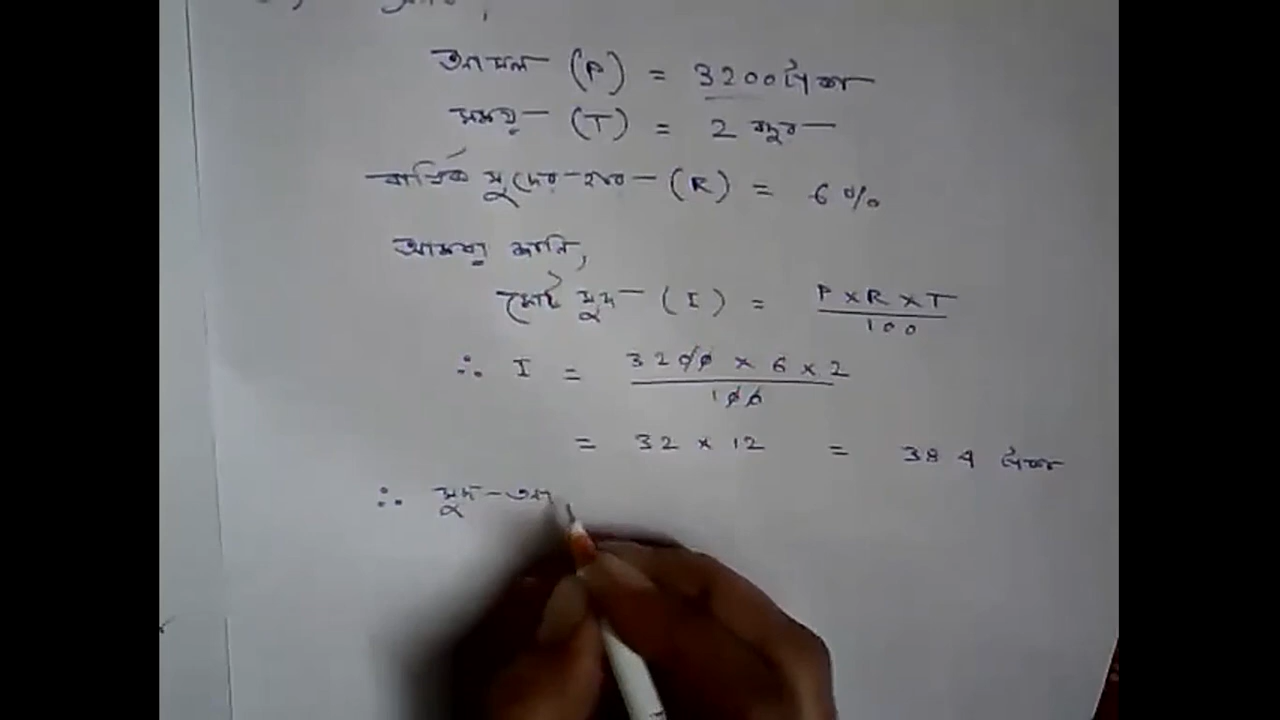 আসল (P) = 3200 টাকা
সময় (T) = 2 বছর
বার্ষিক সুদের হার (R) = 6%
আমরা জানি,
মোট সুদ (I) = P × R × T / 100
∴ I = 3200 × 6 × 2 / 100
= 32 × 12 = 384 টাকা
∴ সুদ-আস